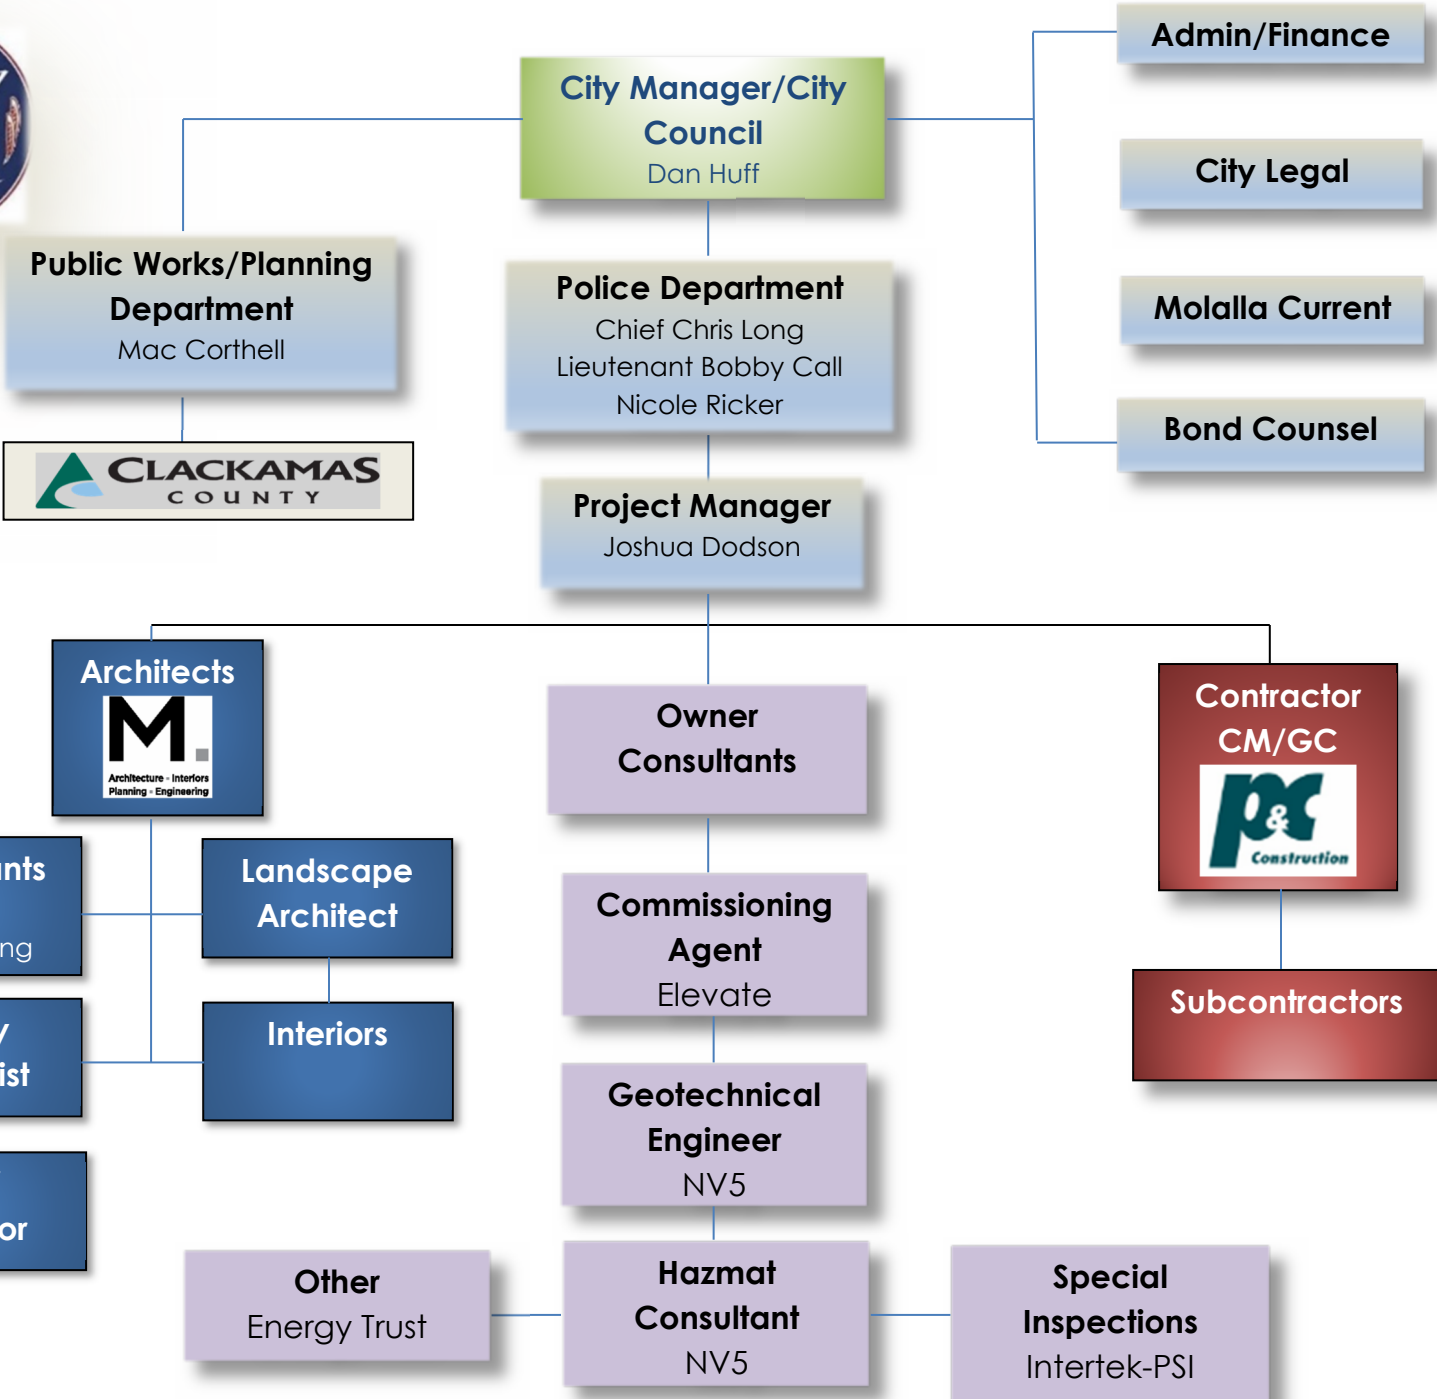 Admin/Finance
City Manager/City
Council
Dan Huff
City Legal
Public Works/Planning
Department
Mac Corthell
Police Department
Chief Chris Long
Lieutenant Bobby Call
Nicole Ricker
Molalla Current
Bond Counsel
CLACKAMAS
COUNTY
Project Manager
Joshua Dodson
Architects
M.
Architecture - Interiors
Planning - Engineering
Owner
Consultants
Contractor
CM/GC
P&C
Construction
Landscape
Architect
Commissioning
Agent
Elevate
Subcontractors
Interiors
Geotechnical
Engineer
NV5
Other
Energy Trust
Hazmat
Consultant
NV5
Special
Inspections
Intertek-PSI